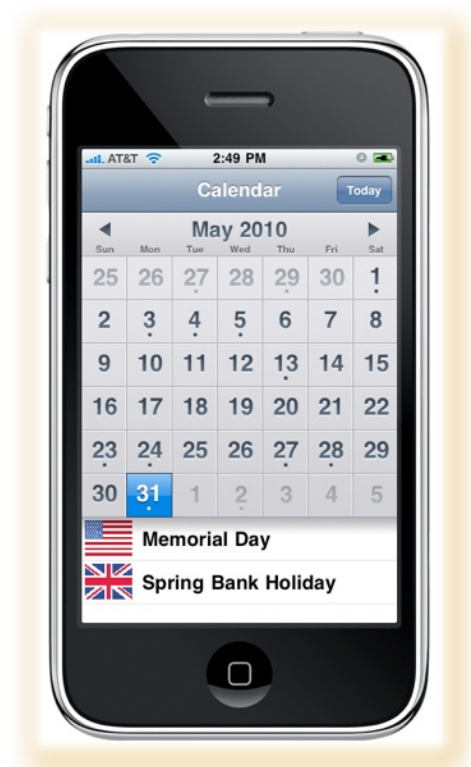 AT&T 2:49 PM
Calendar Today
May 2010
Sun Mon Tue Wed Thu Fri Sat
25 26 27 28 29 30 1
2 3 4 5 6 7 8
9 10 11 12 13 14 15
16 17 18 19 20 21 22
23 24 25 26 27 28 29
30 31 1 2 3 4 5
Memorial Day
Spring Bank Holiday